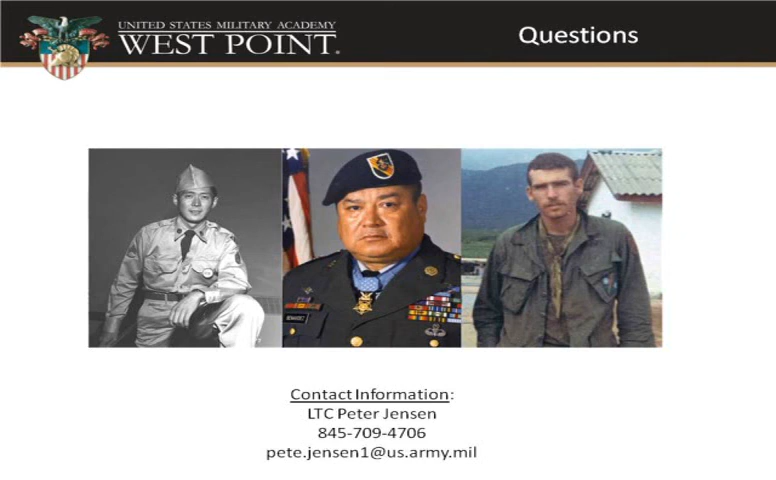 UNITED STATES MILITARY ACADEMY
WEST POINT.
Questions
Contact Information:
LTC Peter Jensen
845-709-4706
pete.jensen1@us.army.mil